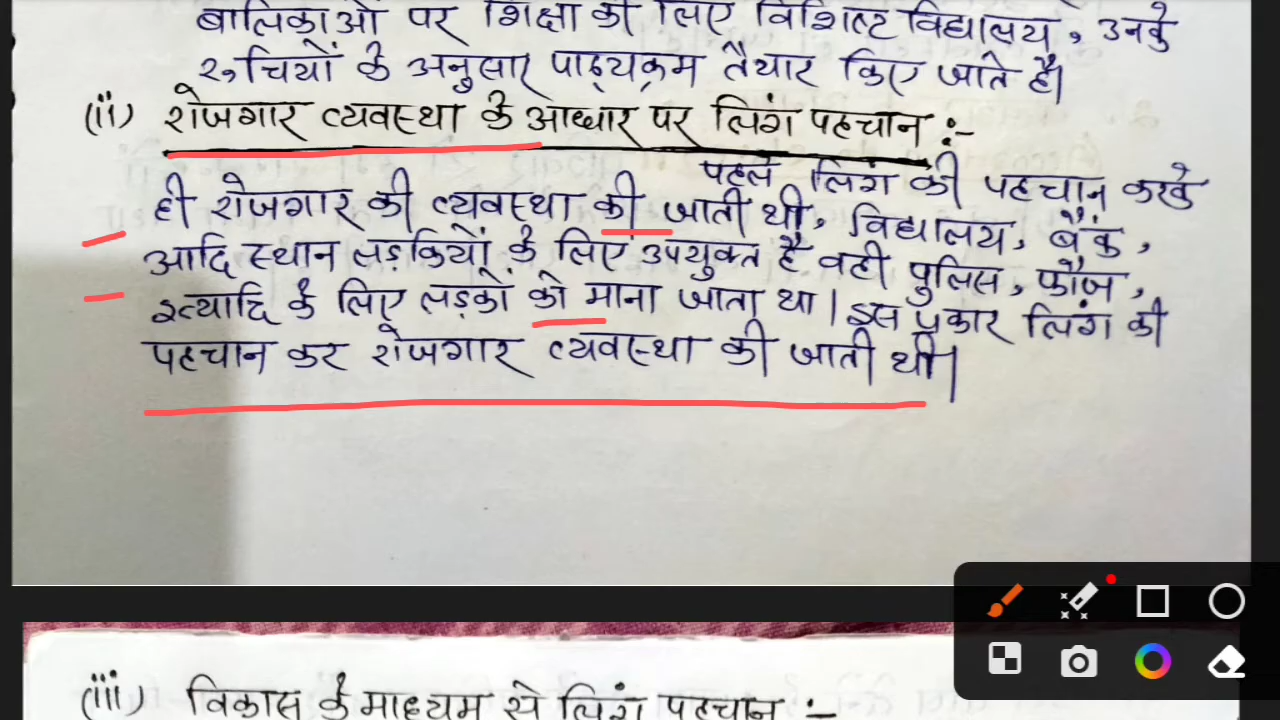 बालिकाओं पर शिक्षा की लिए विशिष्ट विद्यालय, उनके
रुचियों के अनुसार पाठ्यक्रम तैयार किए जाते है।
(ii) रोजगार व्यवस्था के आधार पर लिंग पहचान :-
पहले लिंग की पहचान करके
ही रोजगार की व्यवस्था की जाती थी, विद्यालय, बैंक,
आदि स्थान लड़कियों के लिए उपयुक्त है वही पुलिस, फौज,
इत्यादि के लिए लड़कों को माना जाता था। इस प्रकार लिंग की
पहचान कर रोजगार व्यवस्था की जाती थी।
(iii) विकास के माध्यम से लिंग पहचान :-